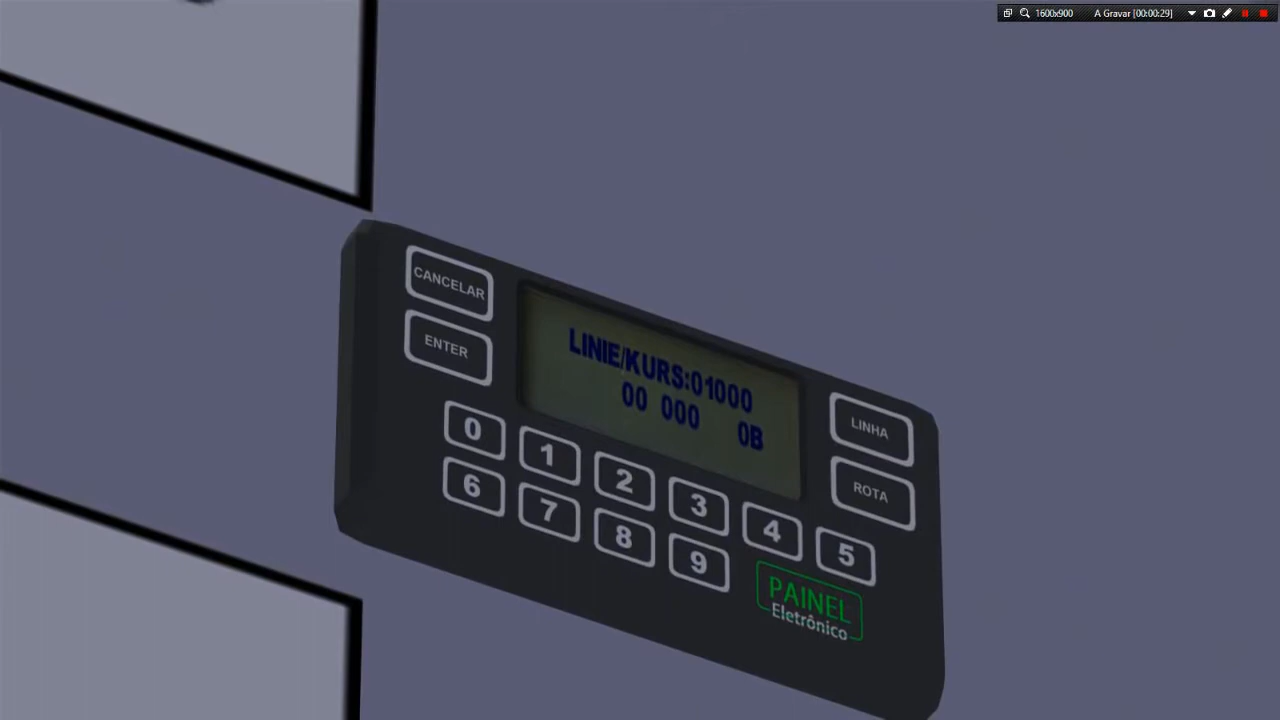 1600x900 A Gravar [00:00:29]
CANCELAR
ENTER
LINIE/KURS:01000
00 000 0B
LINHA
ROTA
0 1 2 3 4 5
6 7 8 9
PAINEL
Eletrônico